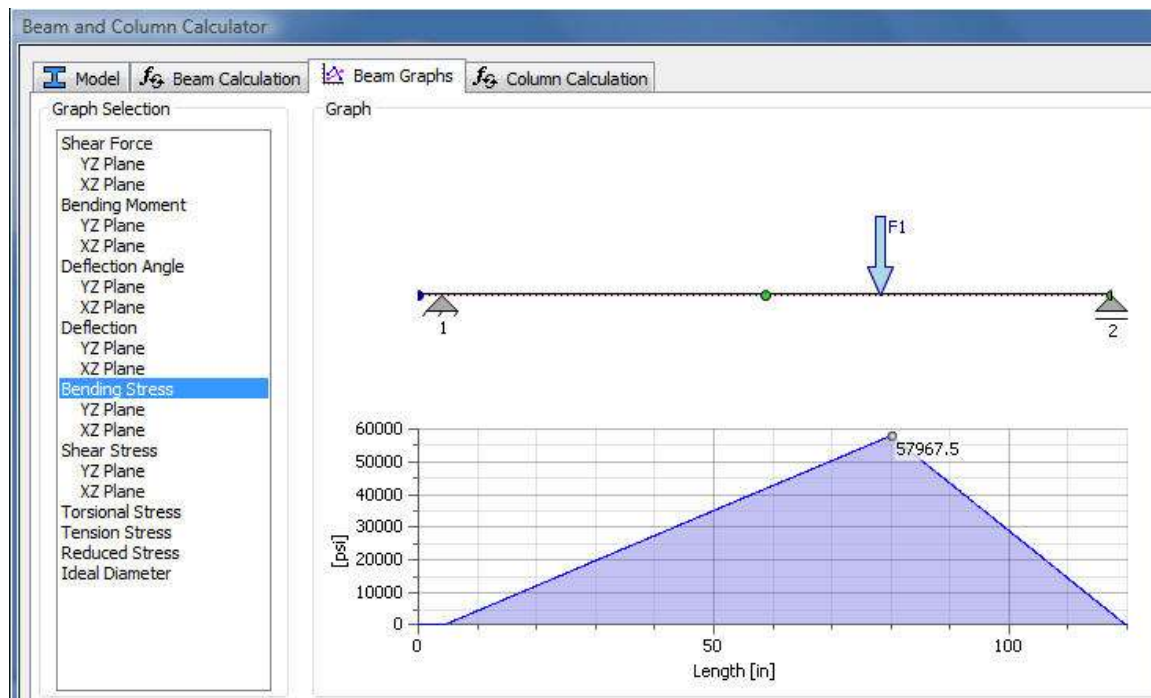 Beam and Column Calculator
Model
Beam Calculation
Beam Graphs
Column Calculation
Graph Selection
Shear Force
YZ Plane
XZ Plane
Bending Moment
YZ Plane
XZ Plane
Deflection Angle
YZ Plane
XZ Plane
Deflection
YZ Plane
XZ Plane
Bending Stress
YZ Plane
XZ Plane
Shear Stress
YZ Plane
XZ Plane
Torsional Stress
Tension Stress
Reduced Stress
Ideal Diameter
Graph
F1
1
2
60000
50000
40000
30000
20000
10000
0
[psi]
57967.5
0
50
100
Length [in]